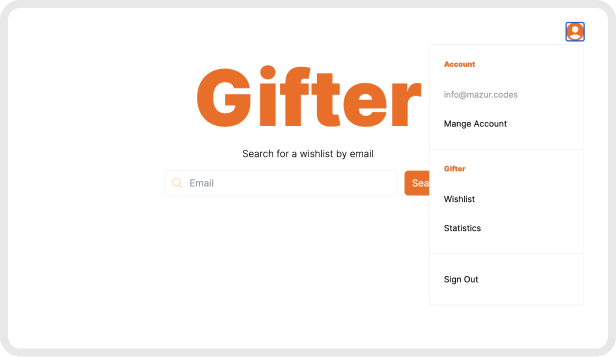 Gifter
Search for a wishlist by email
Email
Sea
Account
info@mazur.codes
Mange Account
Gifter
Wishlist
Statistics
Sign Out